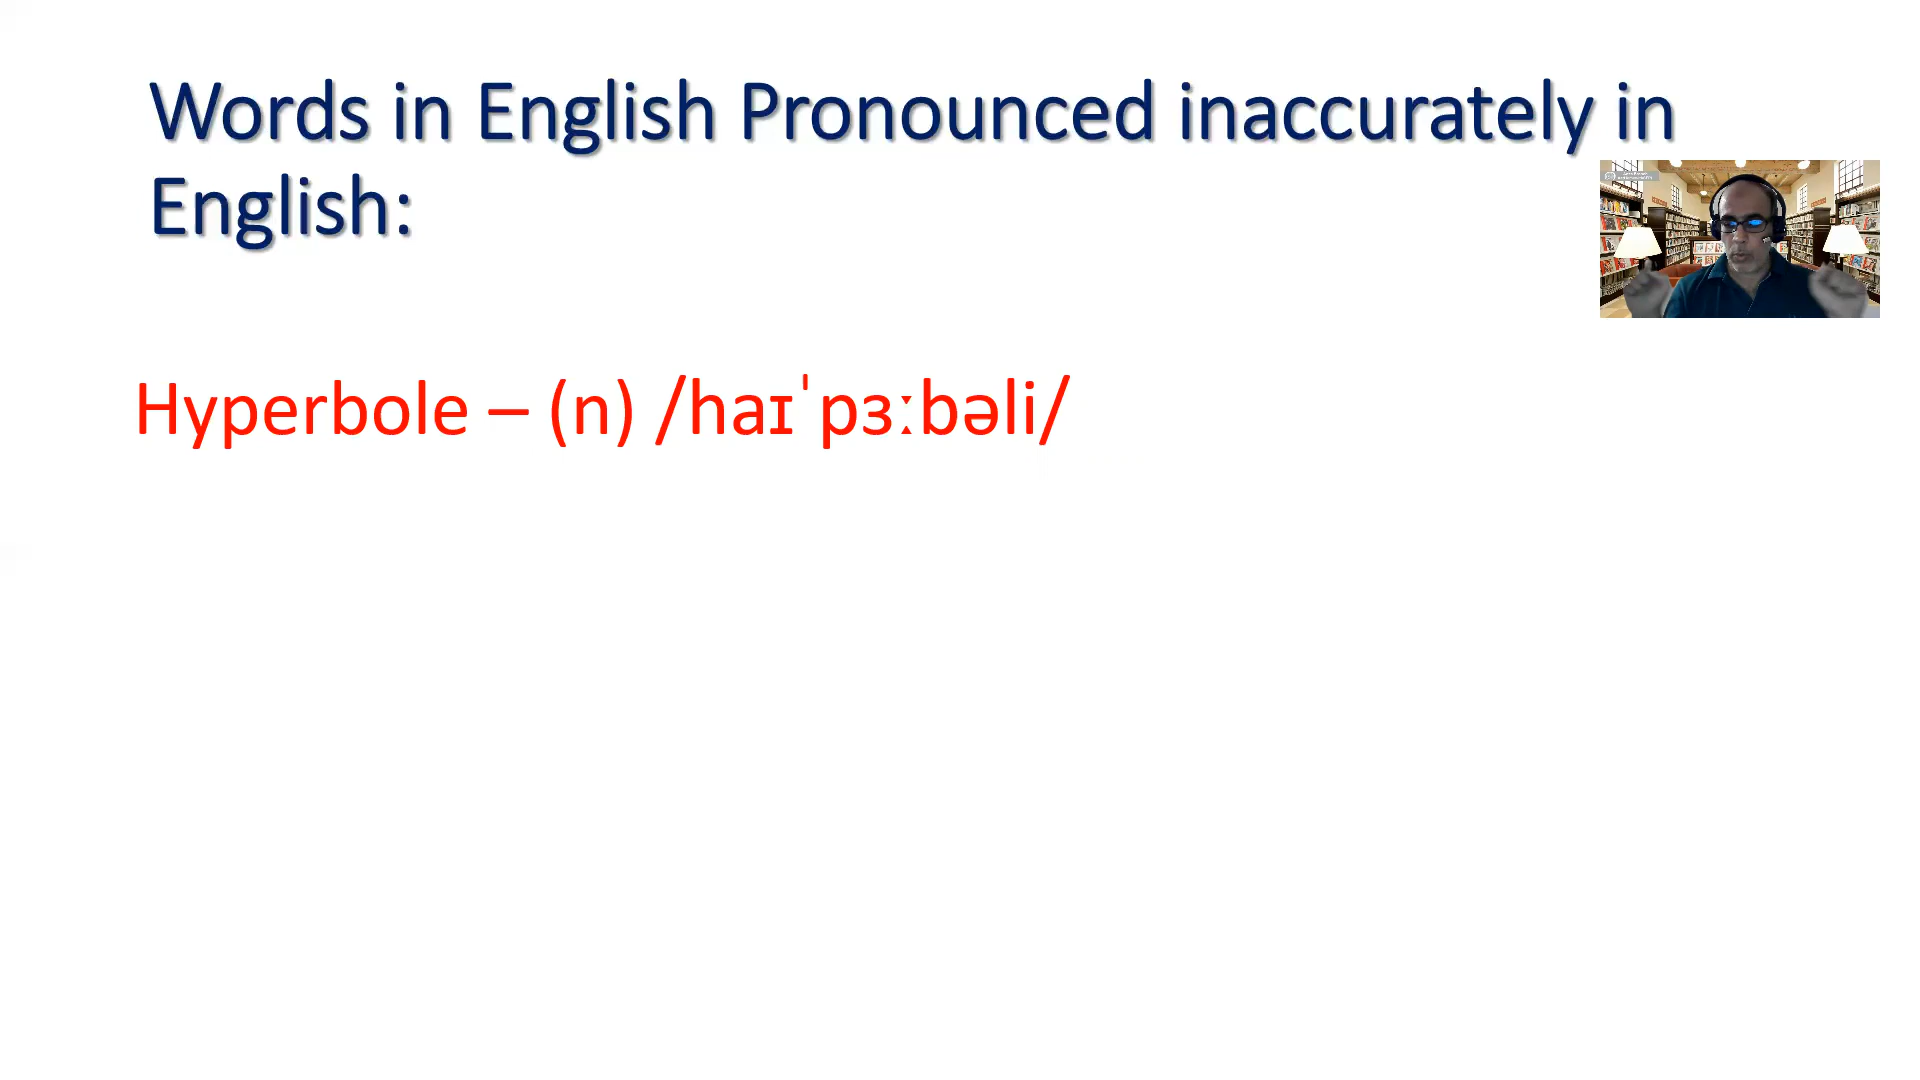 Words in English Pronounced inaccurately in
English:
Hyperbole – (n) /haɪˈpɜːbəli/